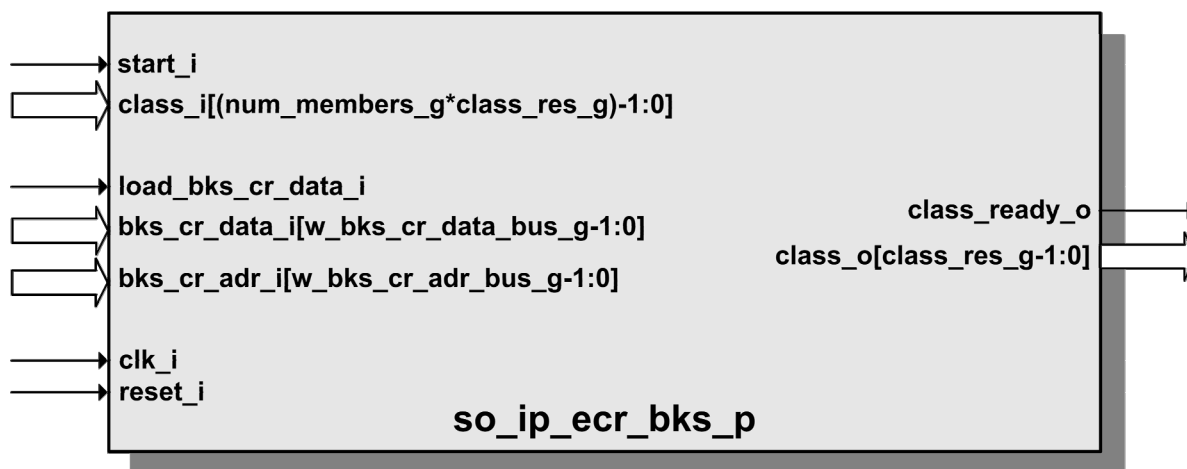 start_i
class_i[(num_members_g*class_res_g)-1:0]
load_bks_cr_data_i
bks_cr_data_i[w_bks_cr_data_bus_g-1:0]
bks_cr_adr_i[w_bks_cr_adr_bus_g-1:0]
clk_i
reset_i
class_ready_o
class_o[class_res_g-1:0]
so_ip_ecr_bks_p